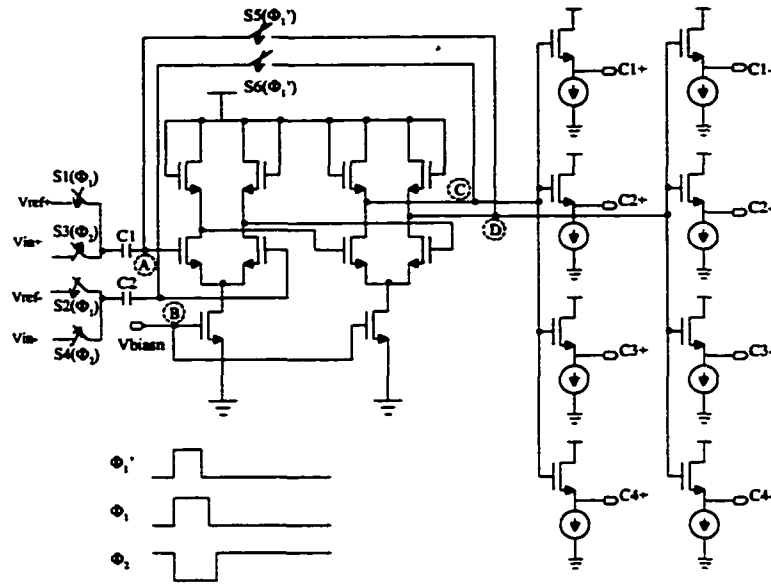 S5(Φ1')
S6(Φ1')
S1(Φ1)
Vref+
S3(Φ2)
Vin+
C1
A
Vref-
C2
S2(Φ1)
Vin-
S4(Φ2)
B
Vbiasn
C
D
C1+
C1-
C2+
C2-
C3+
C3-
C4+
C4-
Φ1'
Φ1
Φ2